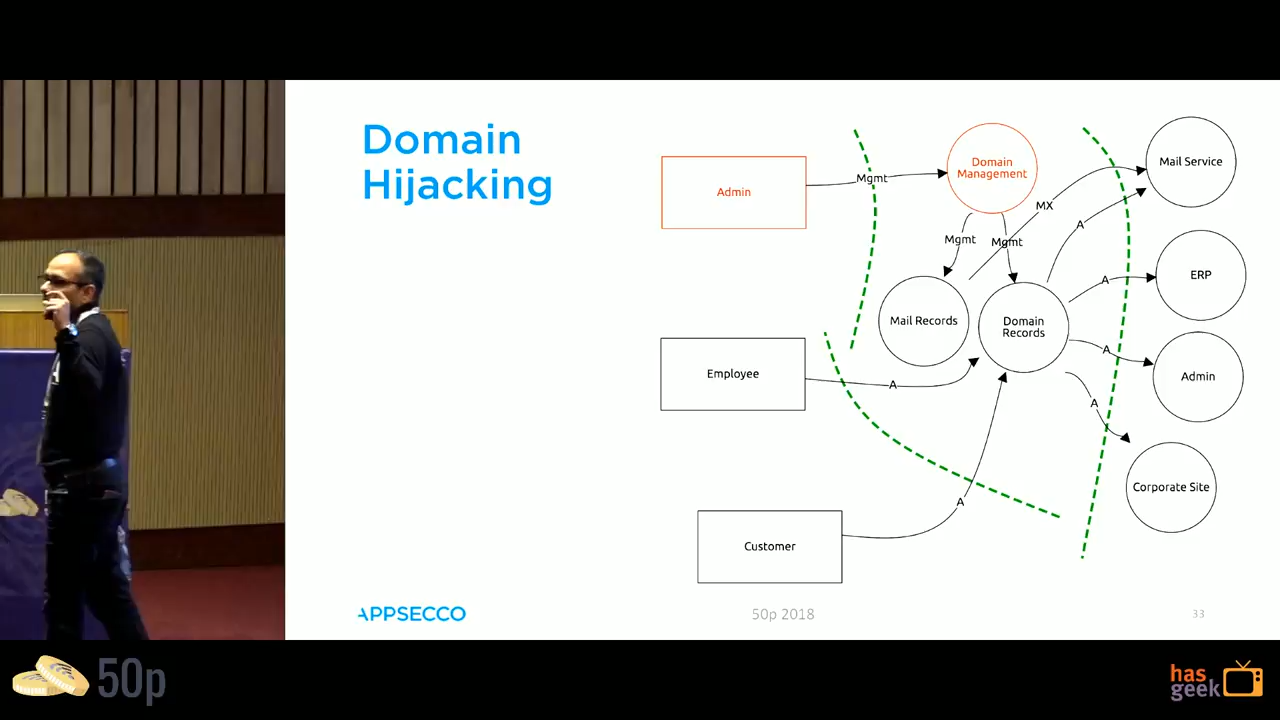 Domain
Hijacking
Admin
Mgmt
Domain
Management
Mail Service
MX
A
Mgmt
Mgmt
A
ERP
Mail Records
Domain
Records
A
Admin
Employee
A
A
Corporate Site
A
Customer
APPSECCO
50p 2018
33
50p
has
geek